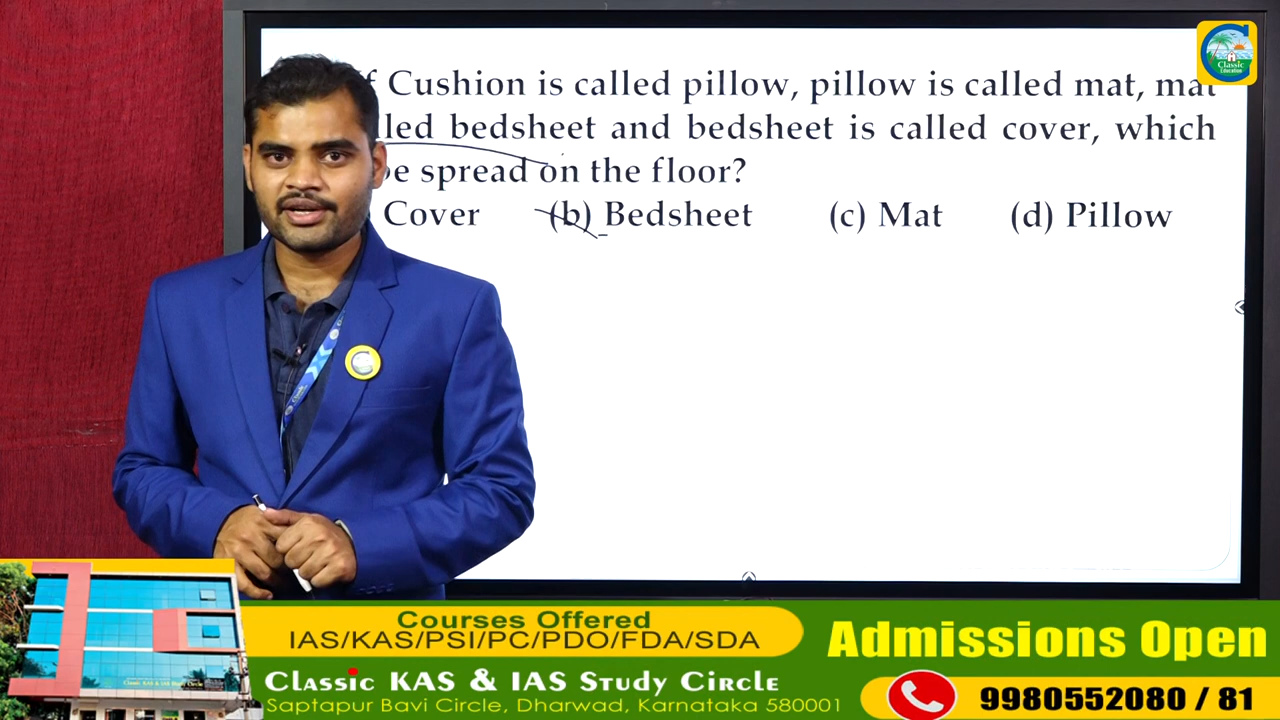 f Cushion is called pillow, pillow is called mat, mat
lled bedsheet and bedsheet is called cover, which
be spread on the floor?
Cover (b) Bedsheet (c) Mat (d) Pillow
Classic
Education
Courses Offered
IAS/KAS/PSI/PC/PDO/FDA/SDA
Classic KAS & IAS Study Circle
Saptapur Bavi Circle, Dharwad, Karnataka 580001
Admissions Open
9980552080 / 81